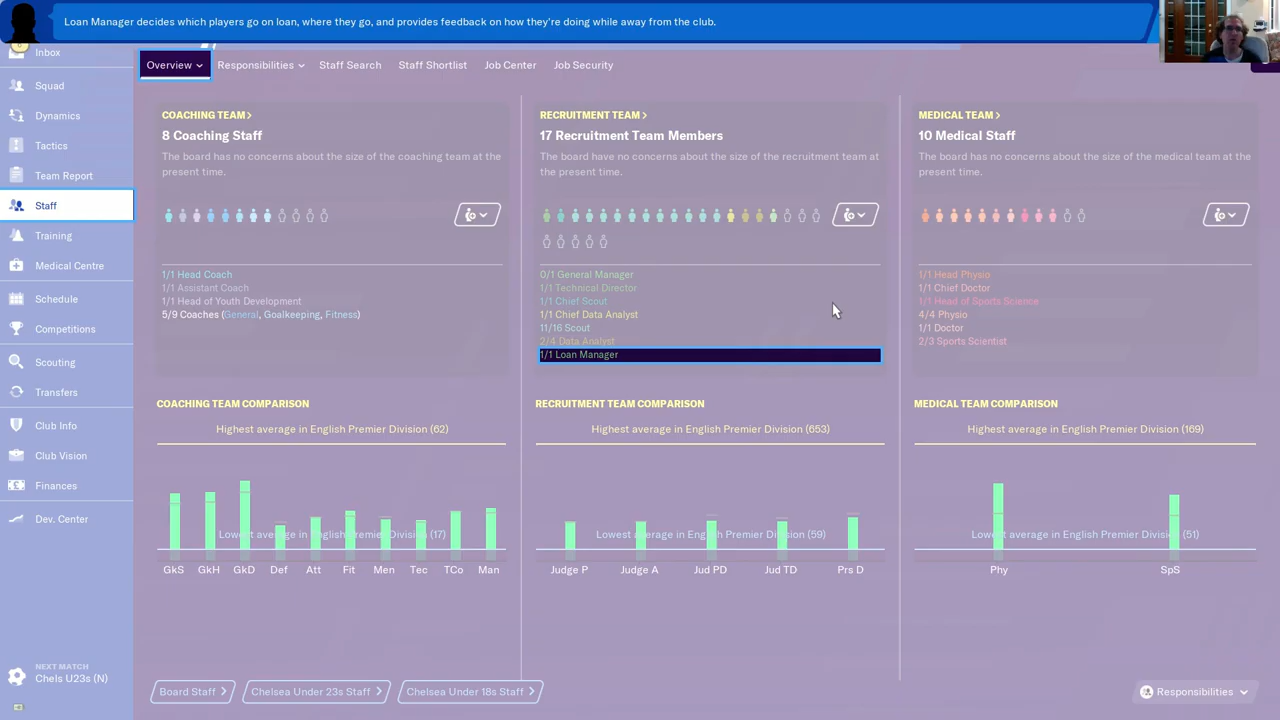 Loan Manager decides which players go on loan, where they go, and provides feedback on how they're doing while away from the club.
Inbox
Squad
Dynamics
Tactics
Team Report
Staff
Training
Medical Centre
Schedule
Competitions
Scouting
Transfers
Club Info
Club Vision
Finances
Dev. Center
NEXT MATCH
Chels U23s (N)
Overview
Responsibilities
Staff Search
Staff Shortlist
Job Center
Job Security
COACHING TEAM >
8 Coaching Staff
The board has no concerns about the size of the coaching team at the
present time.
1/1 Head Coach
1/1 Assistant Coach
1/1 Head of Youth Development
5/9 Coaches (General, Goalkeeping, Fitness)
RECRUITMENT TEAM >
17 Recruitment Team Members
The board have no concerns about the size of the recruitment team at
the present time.
0/1 General Manager
1/1 Technical Director
1/1 Chief Scout
1/1 Chief Data Analyst
11/16 Scout
2/4 Data Analyst
1/1 Loan Manager
MEDICAL TEAM >
10 Medical Staff
The board has no concerns about the size of the medical team at the
present time.
1/1 Head Physio
1/1 Chief Doctor
1/1 Head of Sports Science
4/4 Physio
1/1 Doctor
2/3 Sports Scientist
COACHING TEAM COMPARISON
Highest average in English Premier Division (62)
Lowest average in English Premier Division (17)
GkS GkH GkD Def Att Fit Men Tec TCo Man
RECRUITMENT TEAM COMPARISON
Highest average in English Premier Division (653)
Lowest average in English Premier Division (59)
Judge P Judge A Jud PD Jud TD Prs D
MEDICAL TEAM COMPARISON
Highest average in English Premier Division (169)
Lowest average in English Premier Division (51)
Phy SpS
Board Staff >
Chelsea Under 23s Staff >
Chelsea Under 18s Staff >
Responsibilities